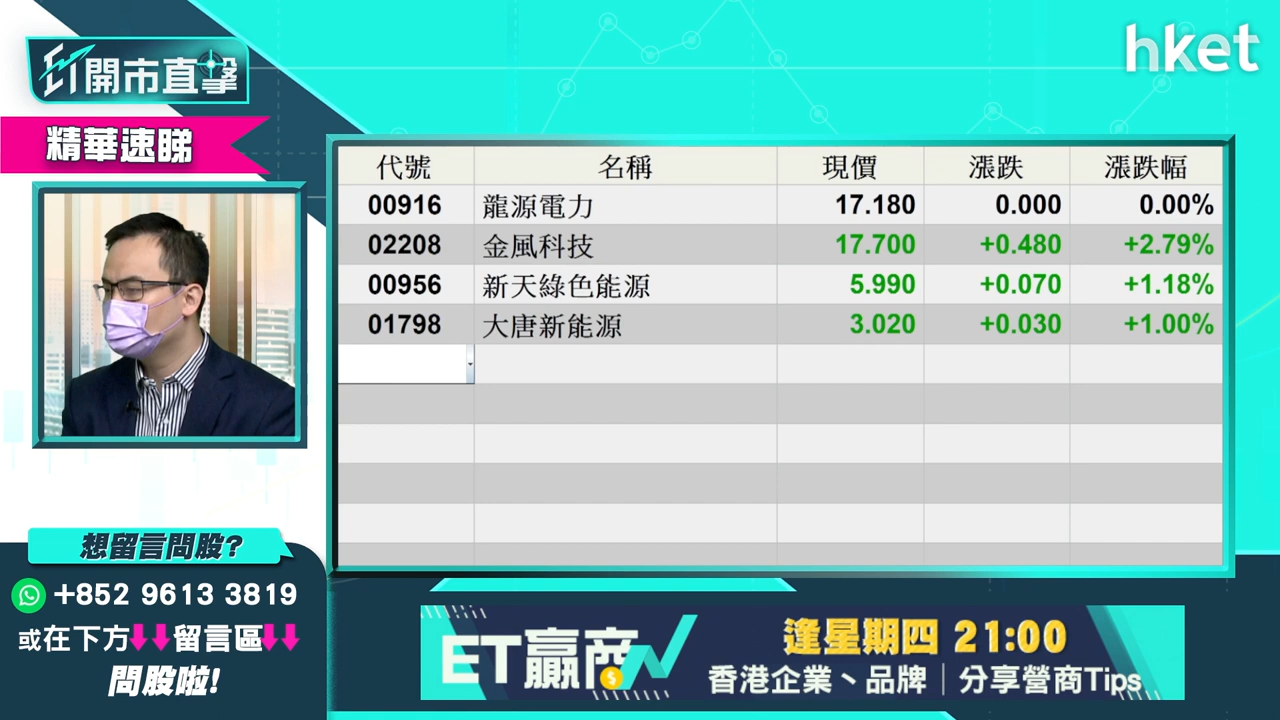 hket
ET開市直擊
精華速睇
代號 名稱 現價 漲跌 漲跌幅
00916 龍源電力 17.180 0.000 0.00%
02208 金風科技 17.700 +0.480 +2.79%
00956 新天綠色能源 5.990 +0.070 +1.18%
01798 大唐新能源 3.020 +0.030 +1.00%
想留言問股?
+852 9613 3819
或在下方留言區
問股啦!
ET贏商
逢星期四 21:00
香港企業、品牌|分享營商Tips